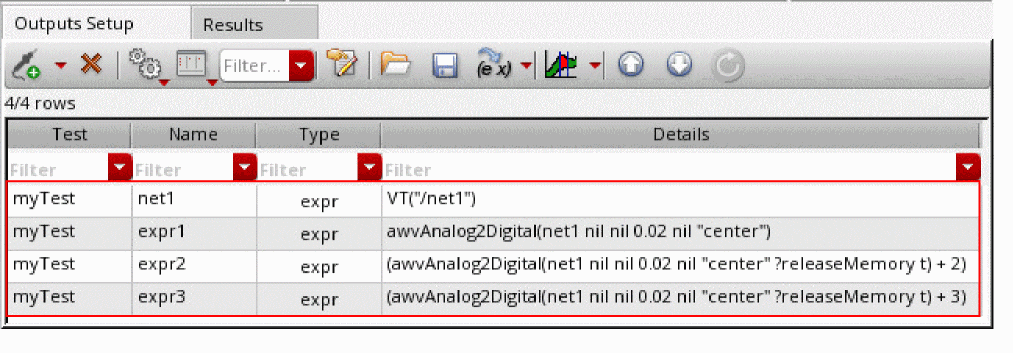 Outputs Setup Results
Filter... (e x)
4/4 rows
Test Name Type Details
Filter Filter Filter Filter
myTest net1 expr VT("/net1")
myTest expr1 expr awvAnalog2Digital(net1 nil nil 0.02 nil "center")
myTest expr2 expr (awvAnalog2Digital(net1 nil nil 0.02 nil "center" ?releaseMemory t) + 2)
myTest expr3 expr (awvAnalog2Digital(net1 nil nil 0.02 nil "center" ?releaseMemory t) + 3)